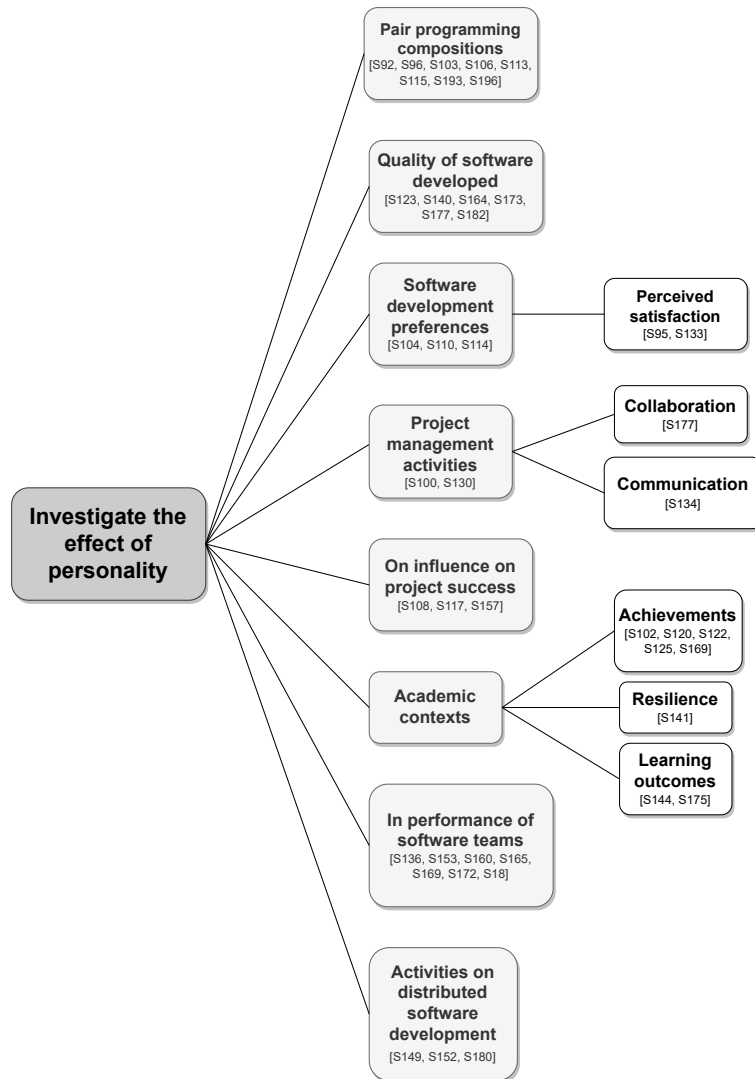 Pair programming
compositions
[S92, S96, S103, S106, S113,
S115, S193, S196]
Quality of software
developed
[S123, S140, S164, S173,
S177, S182]
Software
development
preferences
[S104, S110, S114]
Perceived
satisfaction
[S95, S133]
Project
management
activities
[S100, S130]
Collaboration
[S177]
Communication
[S134]
Investigate the
effect of
personality
On influence on
project success
[S108, S117, S157]
Academic
contexts
Achievements
[S102, S120, S122,
S125, S169]
Resilience
[S141]
Learning
outcomes
[S144, S175]
In performance of
software teams
[S136, S153, S160, S165,
S169, S172, S18]
Activities on
distributed
software
development
[S149, S152, S180]